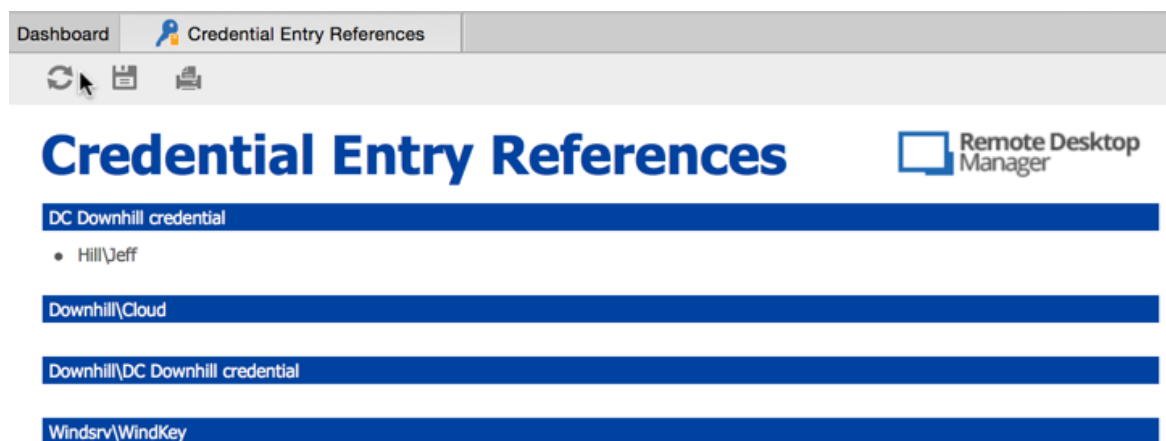 Dashboard
Credential Entry References
Credential Entry References
Remote Desktop
Manager
DC Downhill credential
• Hill\Jeff
Downhill\Cloud
Downhill\DC Downhill credential
Windsrv\WindKey